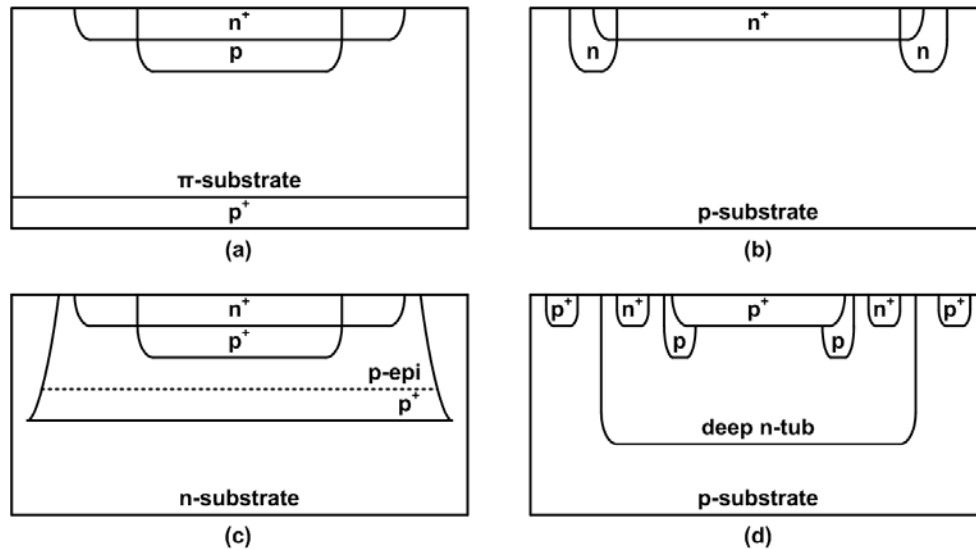 n⁺
p
π-substrate
p⁺
(a)
n⁺
n n
p-substrate
(b)
n⁺
p⁺
p-epi
p⁺
n-substrate
(c)
p⁺ n⁺ p⁺ n⁺ p⁺
p p
deep n-tub
p-substrate
(d)